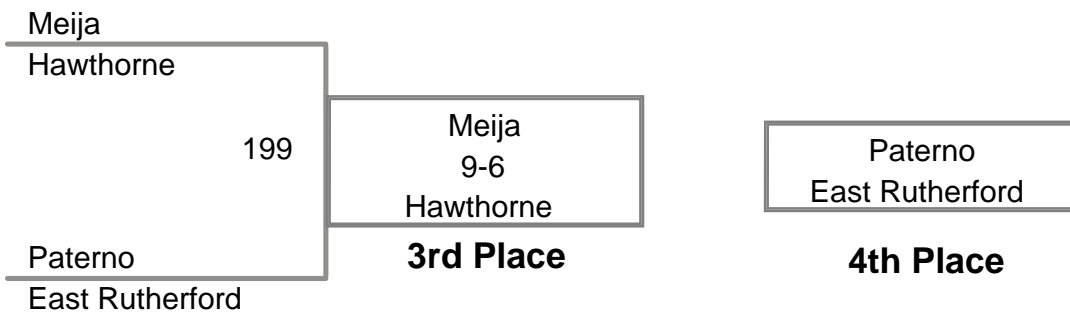 Meija
Hawthorne
199
Paterno
East Rutherford
Meija
9-6
Hawthorne
3rd Place
Paterno
East Rutherford
4th Place